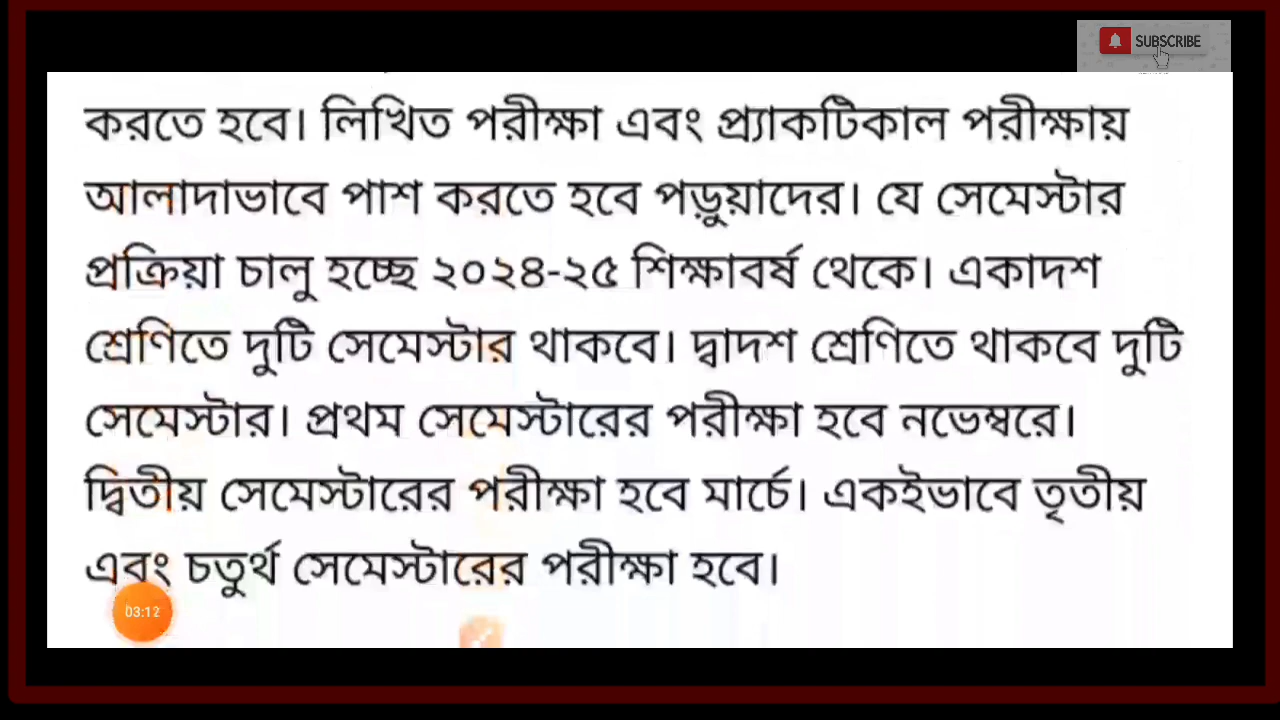 SUBSCRIBE
করতে হবে। লিখিত পরীক্ষা এবং প্র্যাকটিকাল পরীক্ষায়
আলাদাভাবে পাশ করতে হবে পড়ুয়াদের। যে সেমেস্টার
প্রক্রিয়া চালু হচ্ছে ২০২৪-২৫ শিক্ষাবর্ষ থেকে। একাদশ
শ্রেণিতে দুটি সেমেস্টার থাকবে। দ্বাদশ শ্রেণিতে থাকবে দুটি
সেমেস্টার। প্রথম সেমেস্টারের পরীক্ষা হবে নভেম্বরে।
দ্বিতীয় সেমেস্টারের পরীক্ষা হবে মার্চে। একইভাবে তৃতীয়
এবং চতুর্থ সেমেস্টারের পরীক্ষা হবে।
03:12